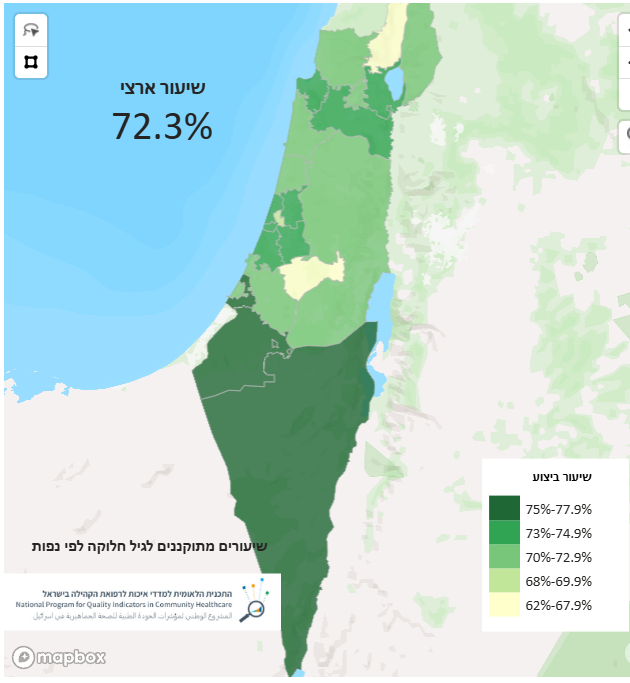 שיעור ארצי
72.3%
שיעור ביצוע
75%-77.9%
73%-74.9%
70%-72.9%
68%-69.9%
62%-67.9%
שיעורים מתוקננים לגיל חלוקה לפי נפות
התכנית הלאומית למדדי איכות לרפואת הקהילה בישראל
National Program for Quality Indicators in Community Healthcare
البرنامج الوطني لمؤشرات الجودة الطبية للصحة الجماهيرية في اسرائيل
mapbox